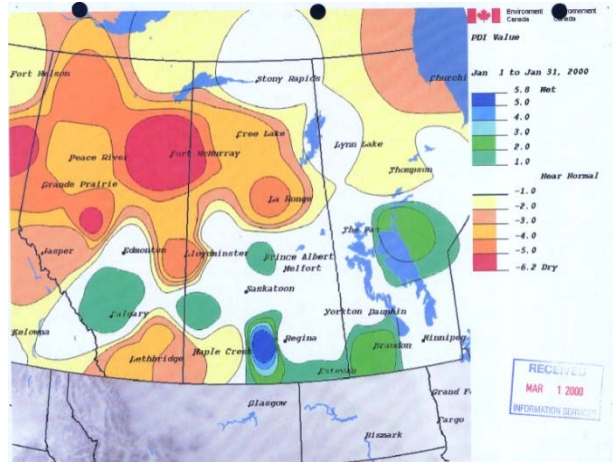 Environment
Canada
Environnement
Canada
PDI Value
Jan 1 to Jan 31, 2000
5.8 Wet
5.0
4.0
3.0
2.0
1.0
Near Normal
-1.0
-2.0
-3.0
-4.0
-5.0
-6.2 Dry
Fort Nelson
Stony Rapids
Churchi
Cree Lake
Lynn Lake
Peace River
Fort McMurray
Thompson
Grande Prairie
La Ronge
The Pas
Jasper
Edmonton
Lloydminster
Prince Albert
Melfort
Saskatoon
Calgary
Yorkton Dauphin
Kelowna
Regina
Winnipeg
Lethbridge
Maple Creek
Brandon
Estevan
Glasgow
Grand Fo
Fargo
Bismark
RECEIVED
MAR 1 2000
INFORMATION SERVICES